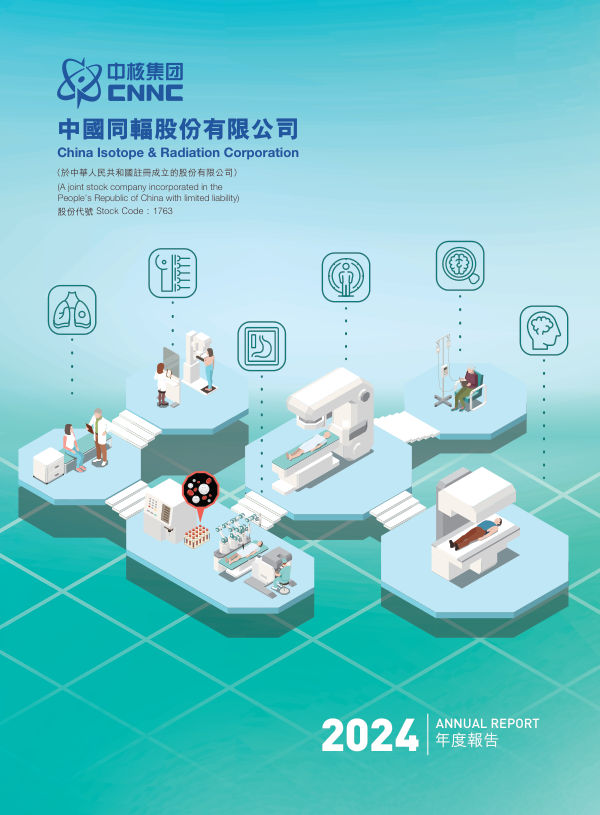 中核集团
CNNC
中國同輻股份有限公司
China Isotope & Radiation Corporation
（於中華人民共和國註冊成立的股份有限公司）
(A joint stock company incorporated in the
People's Republic of China with limited liability)
股份代號 Stock Code：1763
2024
ANNUAL REPORT
年度報告